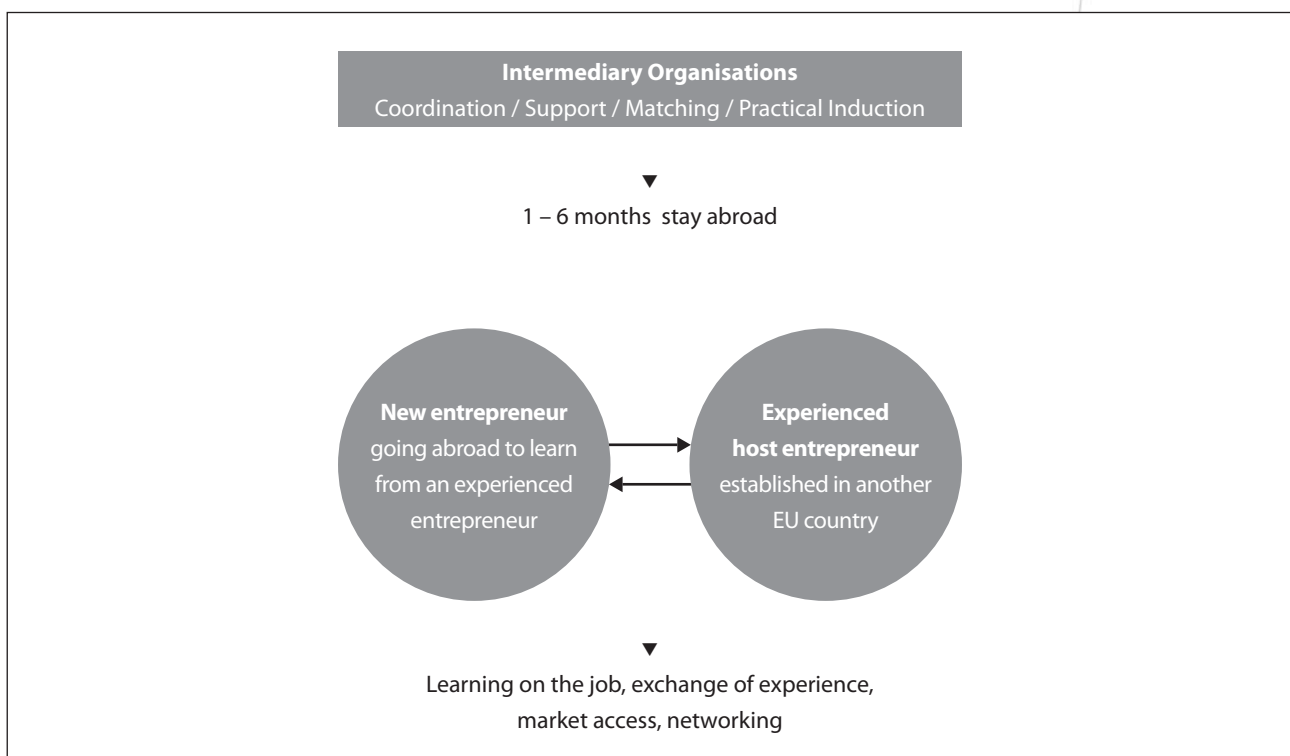 Intermediary Organisations
Coordination / Support / Matching / Practical Induction
1 – 6 months stay abroad
New entrepreneur
going abroad to learn
from an experienced
entrepreneur
Experienced
host entrepreneur
established in another
EU country
Learning on the job, exchange of experience,
market access, networking